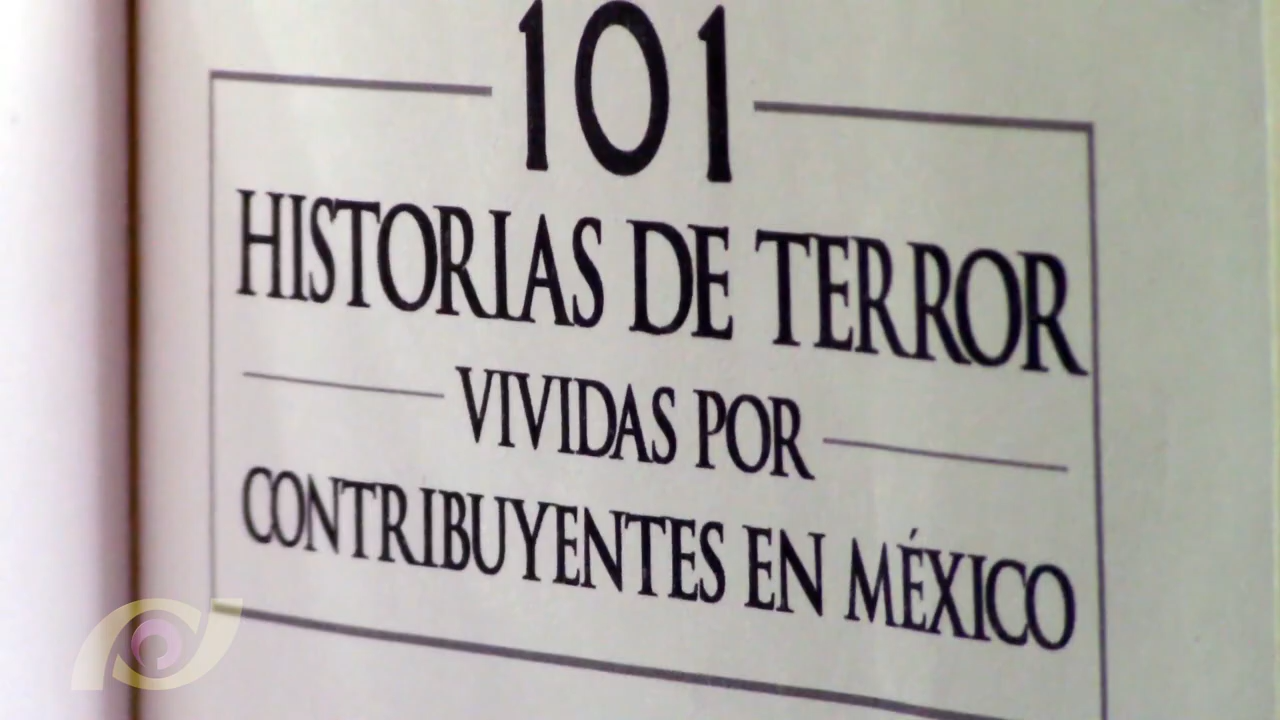 101
HISTORIAS DE TERROR
VIVIDAS POR
CONTRIBUYENTES EN MÉXICO